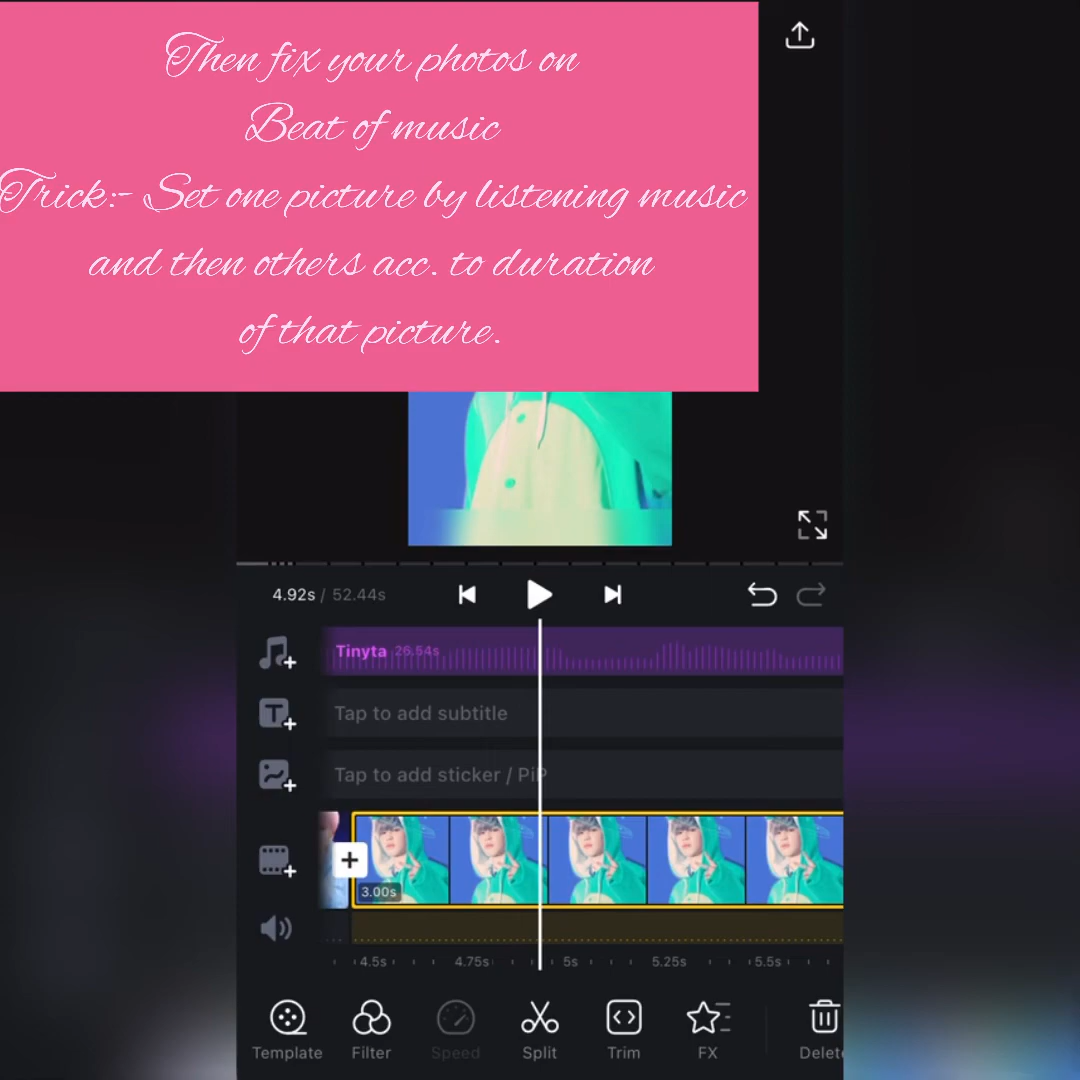 Then fix your photos on
Beat of music
Trick:- Set one picture by listening music
and then others acc. to duration
of that picture.
4.92s / 52.44s
Tinyta 26.54s
Tap to add subtitle
Tap to add sticker / PiP
3.00s
4.5s 4.75s 5s 5.25s 5.5s
Template Filter Speed Split Trim FX Delete